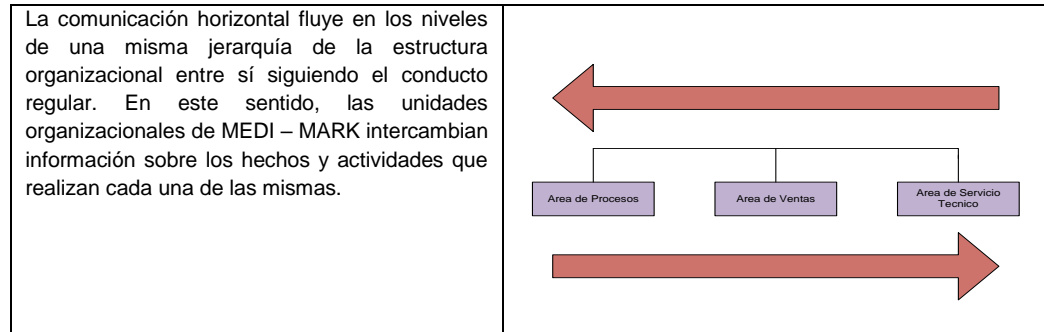 La comunicación horizontal fluye en los niveles
de una misma jerarquía de la estructura
organizacional entre sí siguiendo el conducto
regular. En este sentido, las unidades
organizacionales de MEDI – MARK intercambian
información sobre los hechos y actividades que
realizan cada una de las mismas.
Area de Procesos
Area de Ventas
Area de Servicio
Tecnico